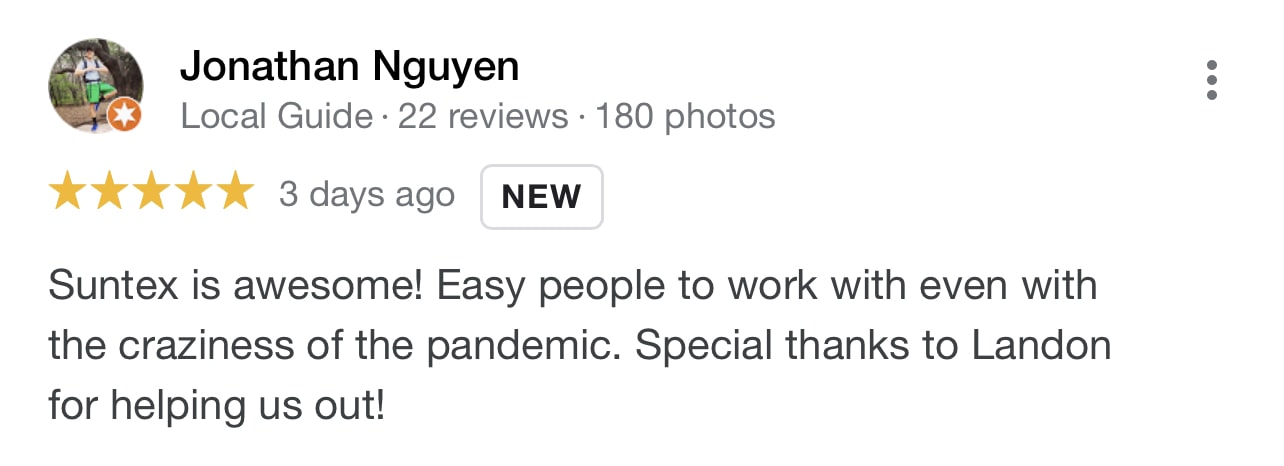 Jonathan Nguyen
Local Guide · 22 reviews · 180 photos
3 days ago NEW
Suntex is awesome! Easy people to work with even with
the craziness of the pandemic. Special thanks to Landon
for helping us out!